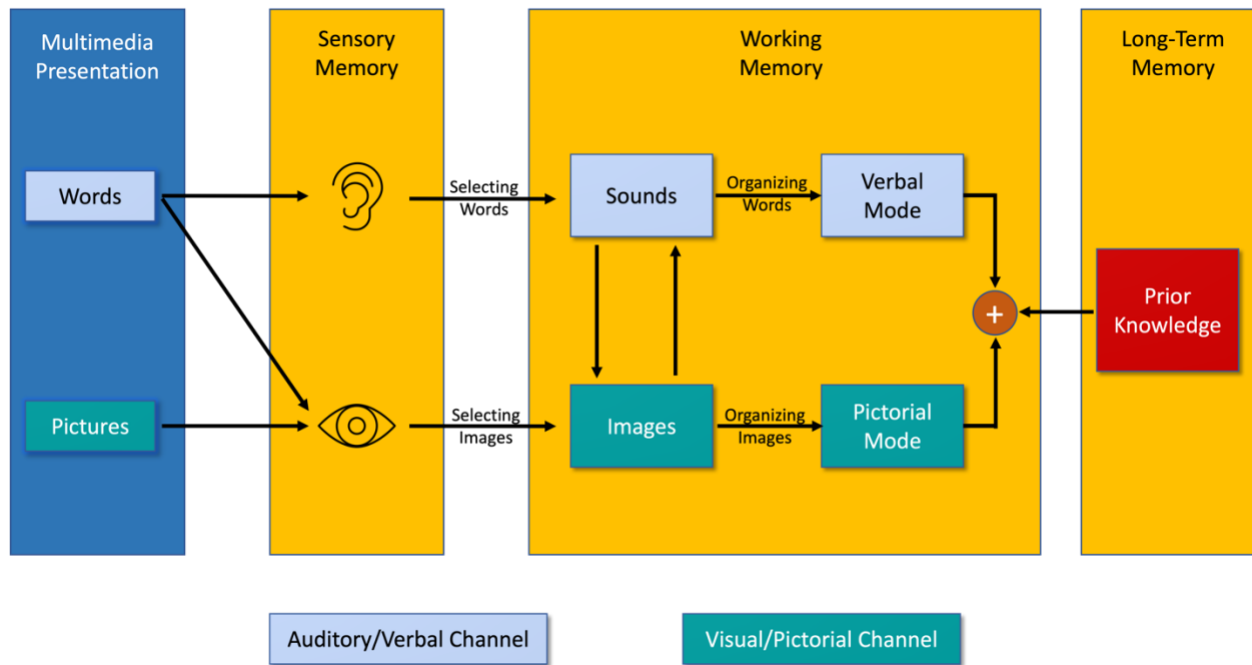 Multimedia
Presentation
Sensory
Memory
Working
Memory
Long-Term
Memory
Words
Selecting
Words
Sounds
Organizing
Words
Verbal
Mode
+
Prior
Knowledge
Pictures
Selecting
Images
Images
Organizing
Images
Pictorial
Mode
Auditory/Verbal Channel
Visual/Pictorial Channel